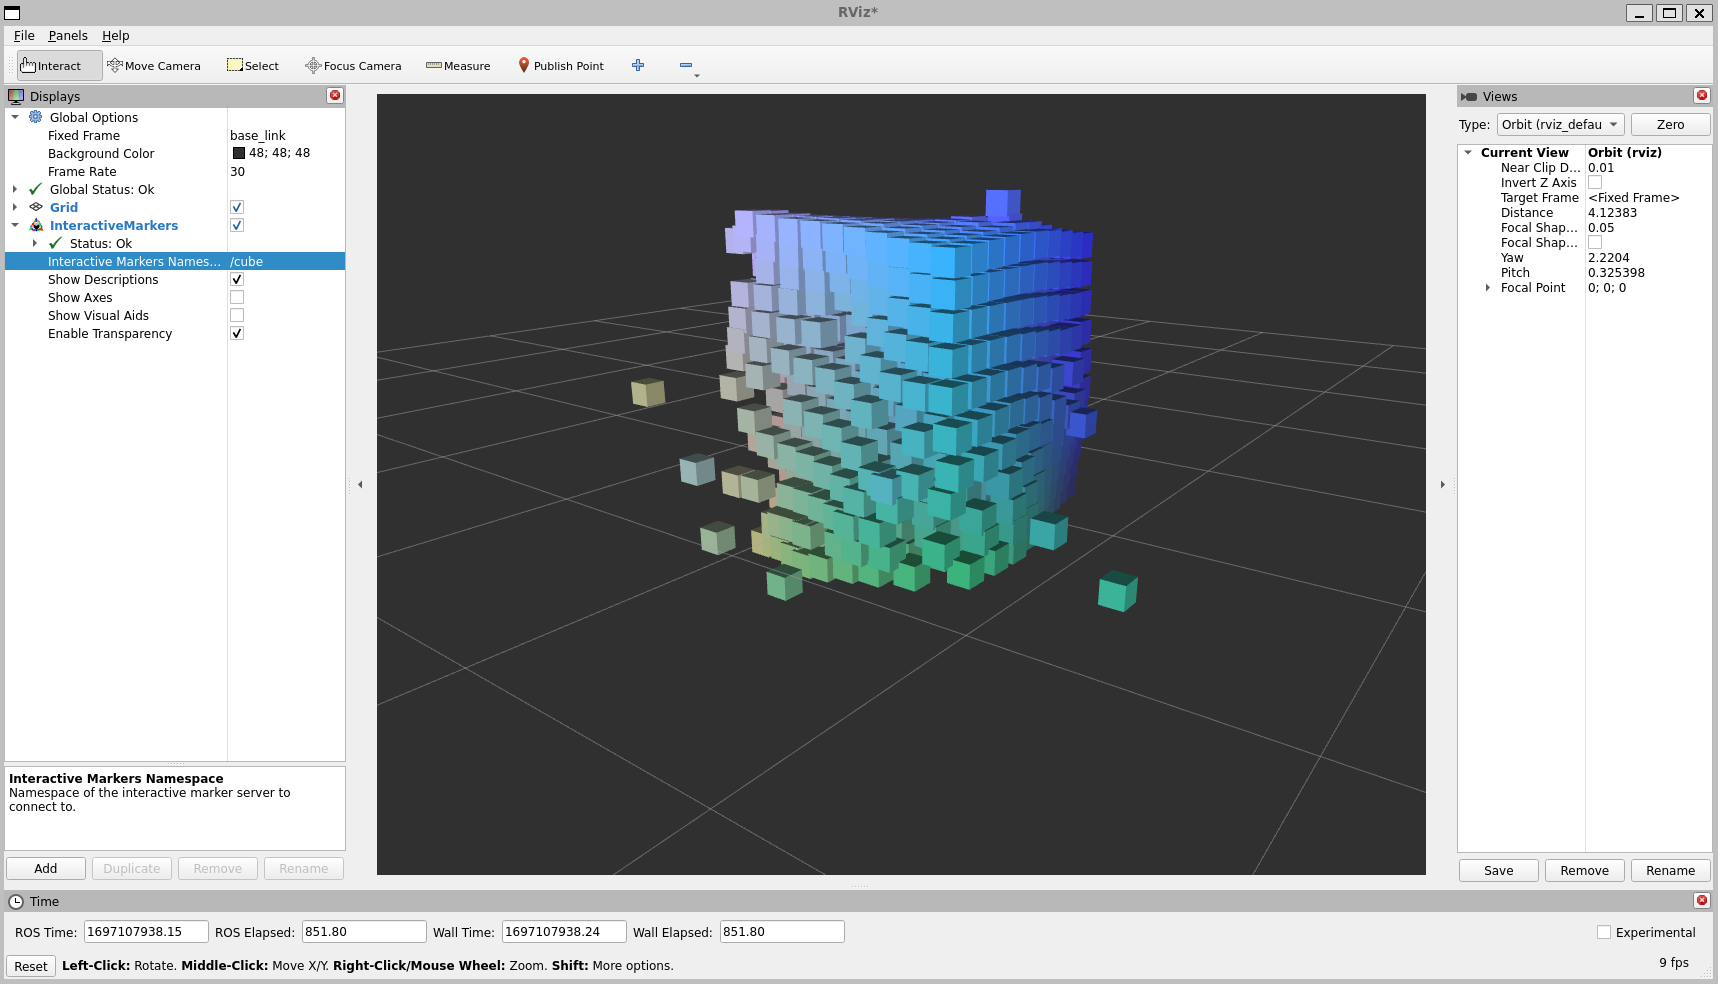 RViz*
File Panels Help
Interact Move Camera Select Focus Camera Measure Publish Point
Displays
Global Options
Fixed Frame base_link
Background Color 48; 48; 48
Frame Rate 30
Global Status: Ok
Grid
InteractiveMarkers
Status: Ok
Interactive Markers Names... /cube
Show Descriptions
Show Axes
Show Visual Aids
Enable Transparency
Interactive Markers Namespace
Namespace of the interactive marker server to
connect to.
Add Duplicate Remove Rename
Views
Type: Orbit (rviz_defau Zero
Current View Orbit (rviz)
Near Clip D... 0.01
Invert Z Axis
Target Frame <Fixed Frame>
Distance 4.12383
Focal Shap... 0.05
Focal Shap...
Yaw 2.2204
Pitch 0.325398
Focal Point 0; 0; 0
Save Remove Rename
Time
ROS Time: 1697107938.15 ROS Elapsed: 851.80 Wall Time: 1697107938.24 Wall Elapsed: 851.80 Experimental
Reset Left-Click: Rotate. Middle-Click: Move X/Y. Right-Click/Mouse Wheel: Zoom. Shift: More options. 9 fps